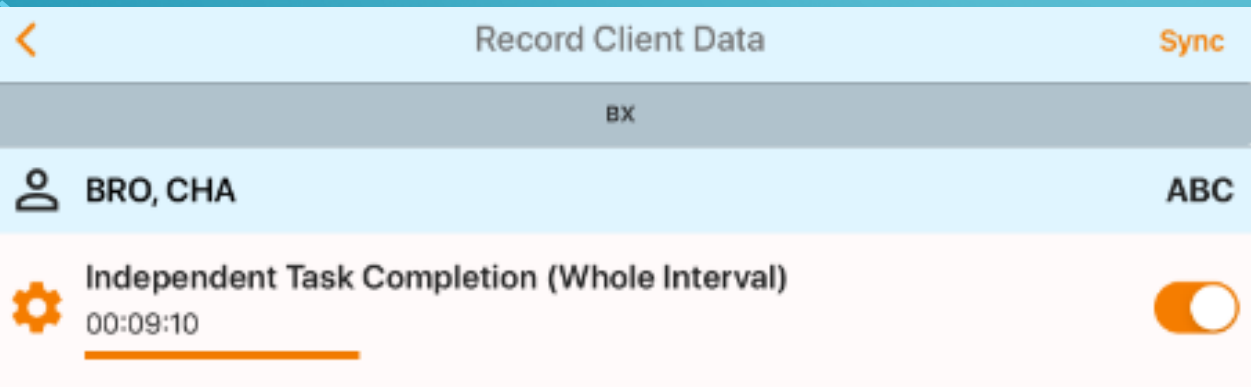 Record Client Data
Sync
BX
BRO, CHA
ABC
Independent Task Completion (Whole Interval)
00:09:10